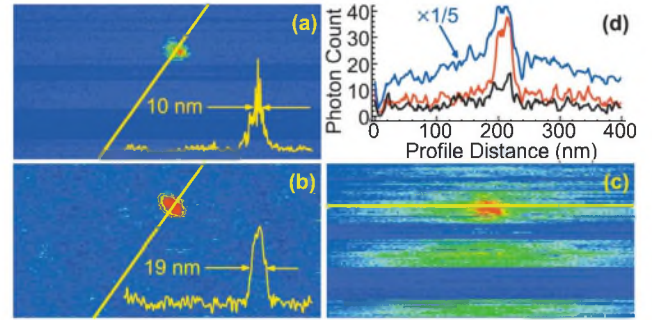 (a)
10 nm
(b)
19 nm
(d)
×1/5
Photon Count
40
30
20
10
0
0 100 200 300 400
Profile Distance (nm)
(c)